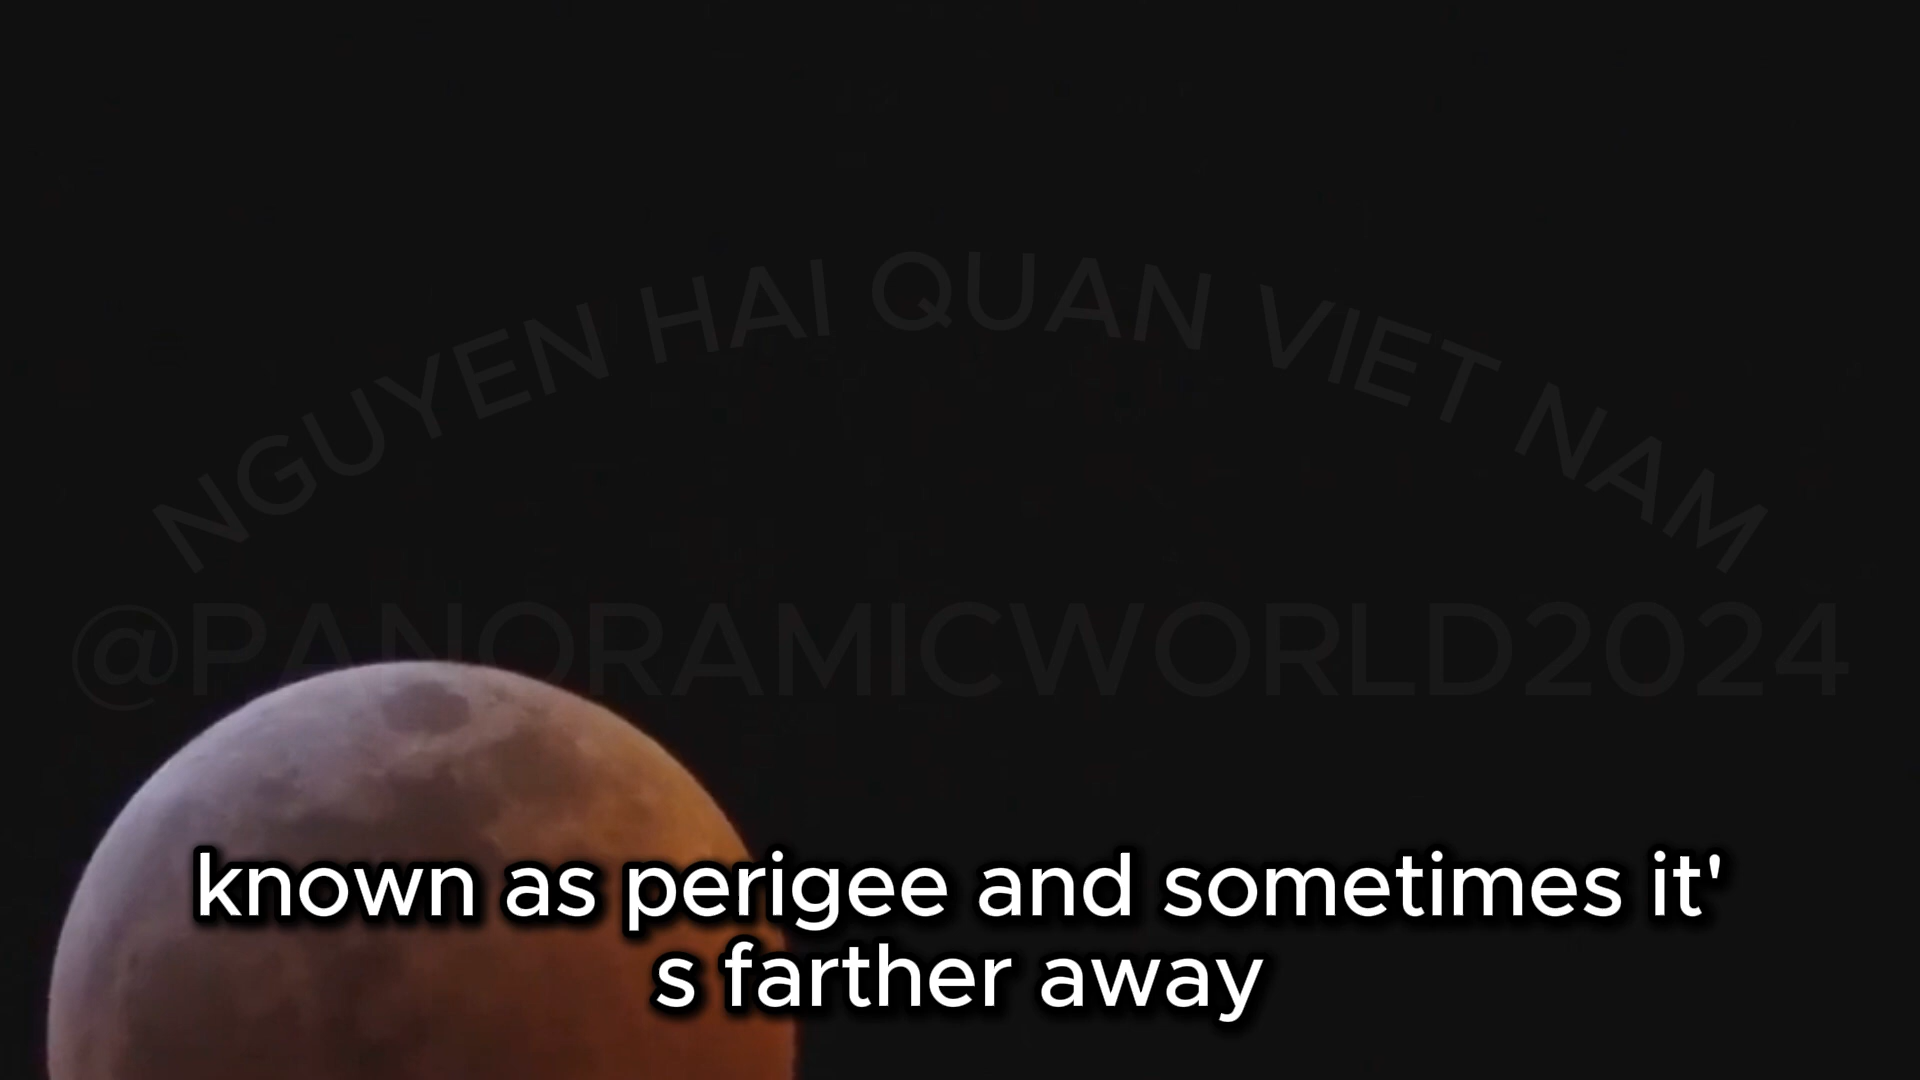 NGUYEN HAI QUAN VIET NAM
@PANORAMICWORLD2024
known as perigee and sometimes it'
s farther away